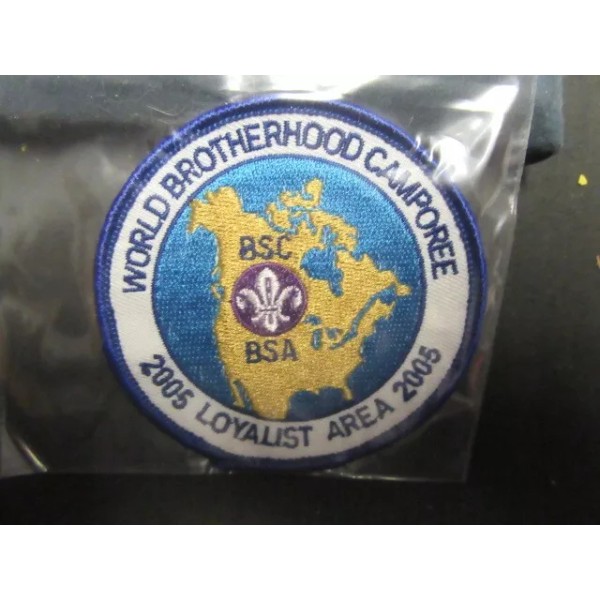 WORLD BROTHERHOOD CAMPOREE
BSC
BSA
2005 LOYALIST AREA 2005